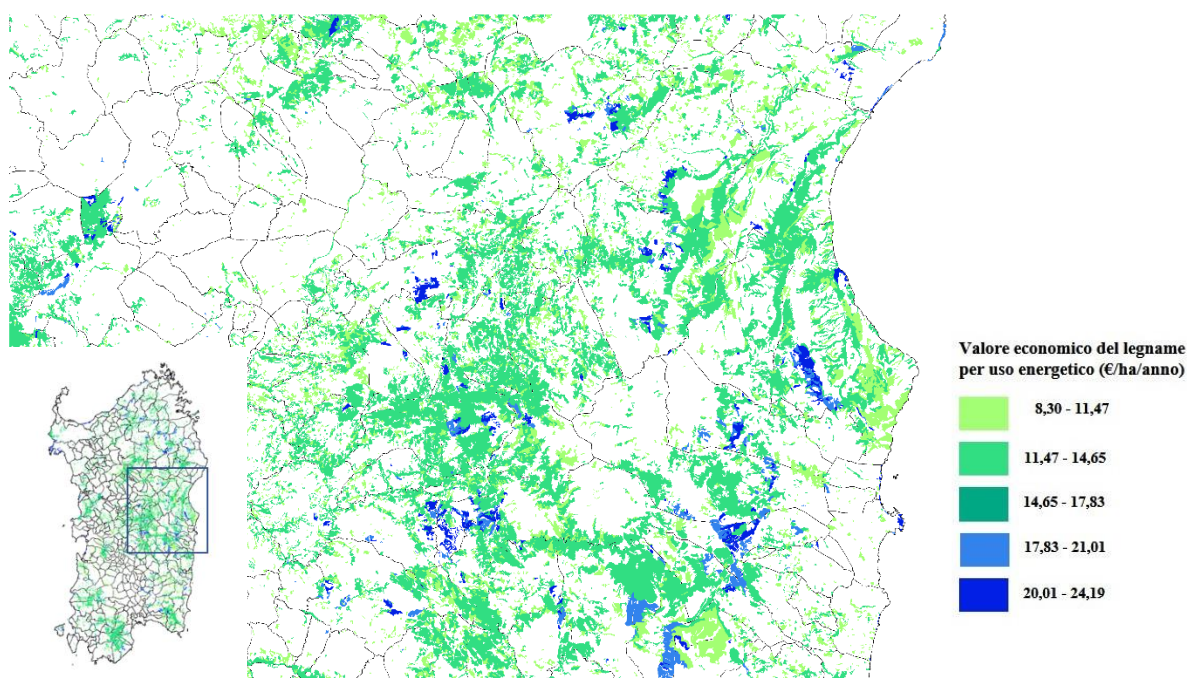 Valore economico del legname
per uso energetico (€/ha/anno)
8,30 - 11,47
11,47 - 14,65
14,65 - 17,83
17,83 - 21,01
20,01 - 24,19